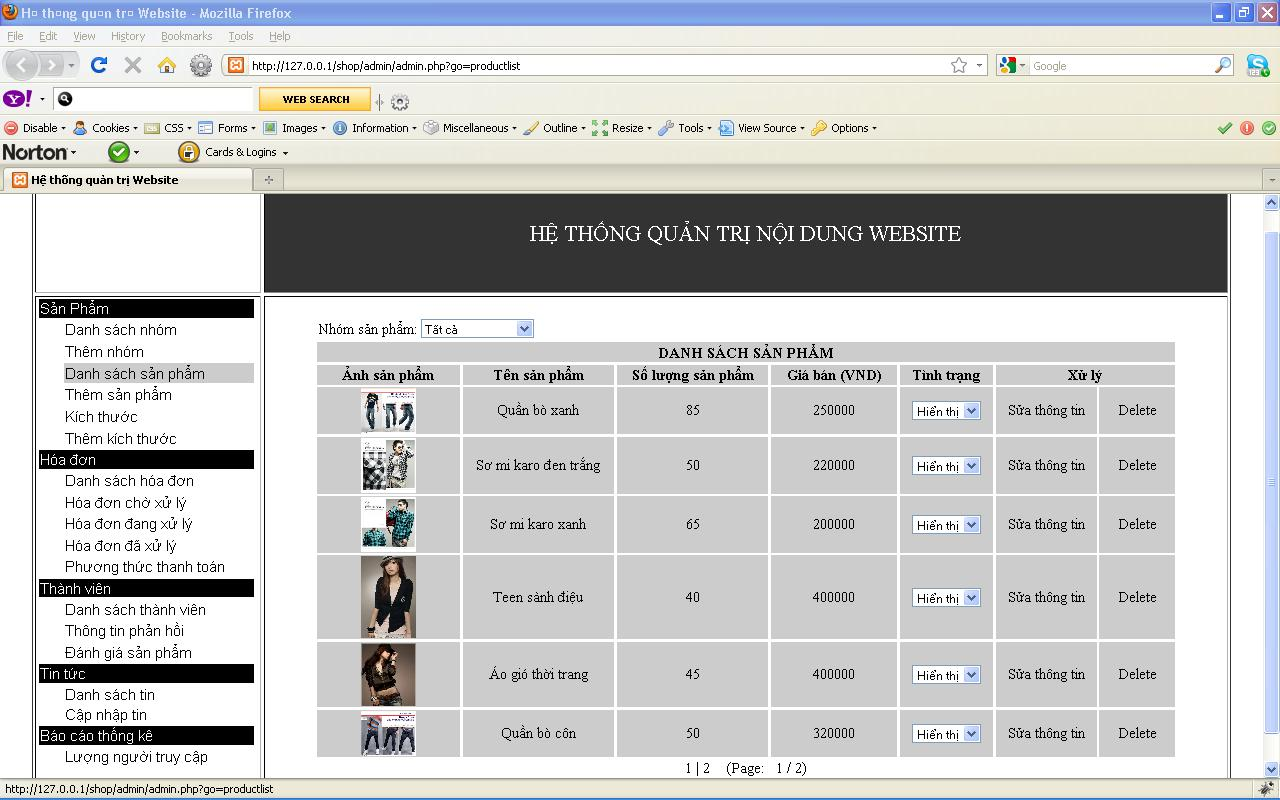 H¤ th¤ng qu¤n tr¤ Website - Mozilla Firefox
File Edit View History Bookmarks Tools Help
http://127.0.0.1/shop/admin/admin.php?go=productlist
Google
Y! WEB SEARCH
Disable Cookies CSS Forms Images Information Miscellaneous Outline Resize Tools View Source Options
Norton Cards & Logins
Hệ thống quản trị Website
HỆ THỐNG QUẢN TRỊ NỘI DUNG WEBSITE
Sản Phẩm
Danh sách nhóm
Thêm nhóm
Danh sách sản phẩm
Thêm sản phẩm
Kích thước
Thêm kích thước
Hóa đơn
Danh sách hóa đơn
Hóa đơn chờ xử lý
Hóa đơn đang xử lý
Hóa đơn đã xử lý
Phương thức thanh toán
Thành viên
Danh sách thành viên
Thông tin phản hồi
Đánh giá sản phẩm
Tin tức
Danh sách tin
Cập nhập tin
Báo cáo thống kê
Lượng người truy cập
Nhóm sản phẩm: Tất cả
DANH SÁCH SẢN PHẨM
Ảnh sản phẩm Tên sản phẩm Số lượng sản phẩm Giá bán (VND) Tình trạng Xử lý
Quần bò xanh 85 250000 Hiển thị Sửa thông tin Delete
Sơ mi karo đen trắng 50 220000 Hiển thị Sửa thông tin Delete
Sơ mi karo xanh 65 200000 Hiển thị Sửa thông tin Delete
Teen sành điệu 40 400000 Hiển thị Sửa thông tin Delete
Áo gió thời trang 45 400000 Hiển thị Sửa thông tin Delete
Quần bò côn 50 320000 Hiển thị Sửa thông tin Delete
1 | 2 (Page: 1 / 2)
http://127.0.0.1/shop/admin/admin.php?go=productlist